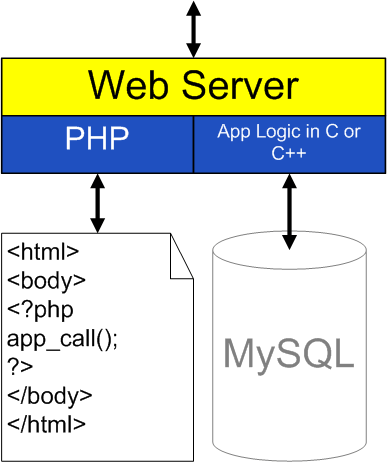 Web Server
PHP
App Logic in C or
C++
<html>
<body>
<?php
app_call();
?>
</body>
</html>
MySQL